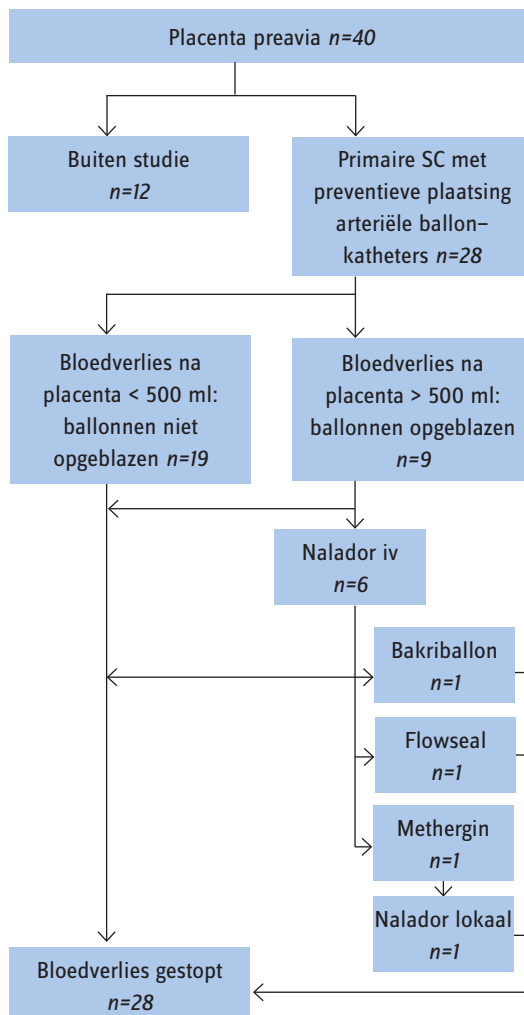 Placenta preavia n=40
Buiten studie
n=12
Primaire SC met
preventieve plaatsing
arteriële ballon–
katheters n=28
Bloedverlies na
placenta < 500 ml:
ballonnen niet
opgeblazen n=19
Bloedverlies na
placenta > 500 ml:
ballonnen opgeblazen
n=9
Nalador iv
n=6
Bakriballon
n=1
Flowseal
n=1
Methergin
n=1
Nalador lokaal
n=1
Bloedverlies gestopt
n=28